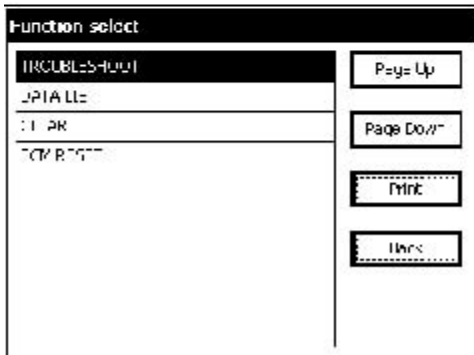 Function select
TROUBLESHOOT
DATA LIST
CLEAR
ECM RESET
Page Up
Page Down
Print
Back